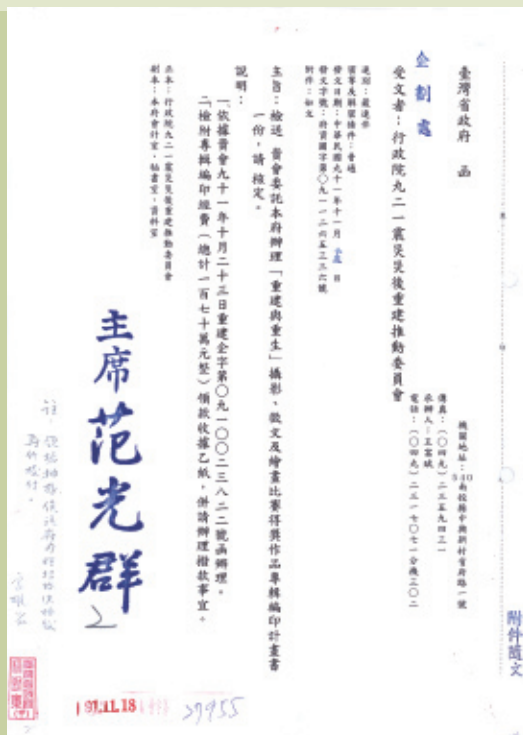 臺灣省政府　函
機關地址：540南投縣中興新村省府路一號
傳真：（〇四九）二三五九四三一
電話：（〇四九）二三一七〇七一分機三〇二
附件隨文
企劃處
受文者：行政院九二一震災災後重建推動委員會
速別：最速件
密等及解密條件：普通
發文日期：中華民國九十一年十一月 日
發文字號：府資圖字第〇九一一二六五三三六號
附件：如文
主旨：檢送　貴會委託本府辦理「重建與重生」攝影、徵文及繪畫比賽得獎作品專輯編印計畫書
一份，請　核定。
說明：
一、依據貴會九十一年十月二十三日重建企字第〇九一〇〇二三八二二號函辦理。
二、檢附專輯編印經費（總計一百七十萬元整）領款收據乙紙，併請辦理撥款事宜。
正本：行政院九二一震災災後重建推動委員會
副本：本府會計室、秘書室、資料室
主席范光群
91.11.18
29955